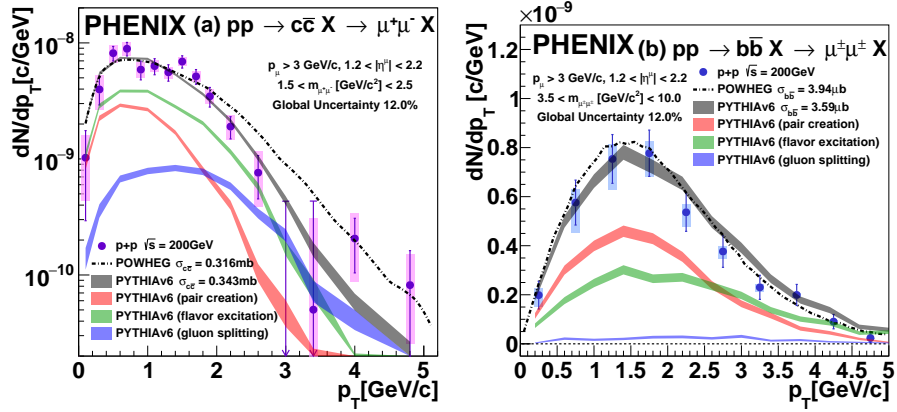 PHENIX (a) pp → cc̄ X → μ⁺μ⁻ X
p_μ > 3 GeV/c, 1.2 < |η^μ| < 2.2
1.5 < m_μ⁺μ⁻ [GeV/c²] < 2.5
Global Uncertainty 12.0%
dN/dp_T [c/GeV]
10⁻⁸
10⁻⁹
10⁻¹⁰
p+p √s = 200GeV
POWHEG σ_cc̄ = 0.316mb
PYTHIAv6 σ_cc̄ = 0.343mb
PYTHIAv6 (pair creation)
PYTHIAv6 (flavor excitation)
PYTHIAv6 (gluon splitting)
0 1 2 3 4 5
p_T[GeV/c]
×10⁻⁹
PHENIX (b) pp → bb̄ X → μ^±μ^± X
p_μ > 3 GeV/c, 1.2 < |η^μ| < 2.2
3.5 < m_μ^±μ^± [GeV/c²] < 10.0
Global Uncertainty 12.0%
p+p √s = 200GeV
POWHEG σ_bb̄ = 3.94μb
PYTHIAv6 σ_bb̄ = 3.59μb
PYTHIAv6 (pair creation)
PYTHIAv6 (flavor excitation)
PYTHIAv6 (gluon splitting)
dN/dp_T [c/GeV]
1.2
1
0.8
0.6
0.4
0.2
0
0 0.5 1 1.5 2 2.5 3 3.5 4 4.5 5
p_T[GeV/c]